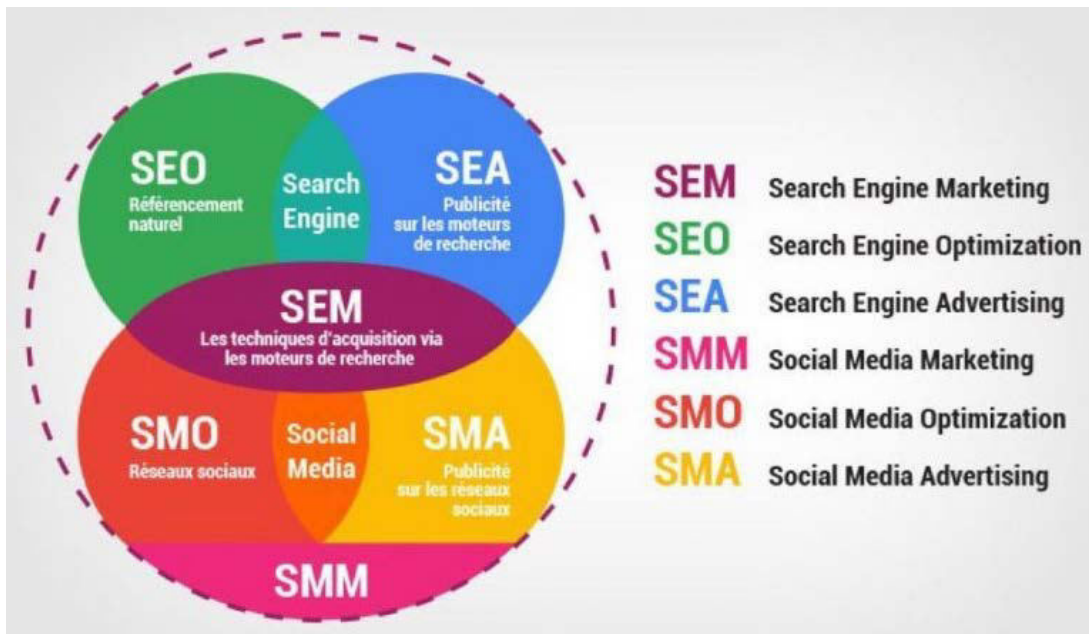 SEO
Référencement
naturel
Search
Engine
SEA
Publicité
sur les moteurs
de recherche
SEM
Les techniques d'acquisition via
les moteurs de recherche
SMO
Réseaux sociaux
Social
Media
SMA
Publicité
sur les réseaux
sociaux
SMM
SEM Search Engine Marketing
SEO Search Engine Optimization
SEA Search Engine Advertising
SMM Social Media Marketing
SMO Social Media Optimization
SMA Social Media Advertising